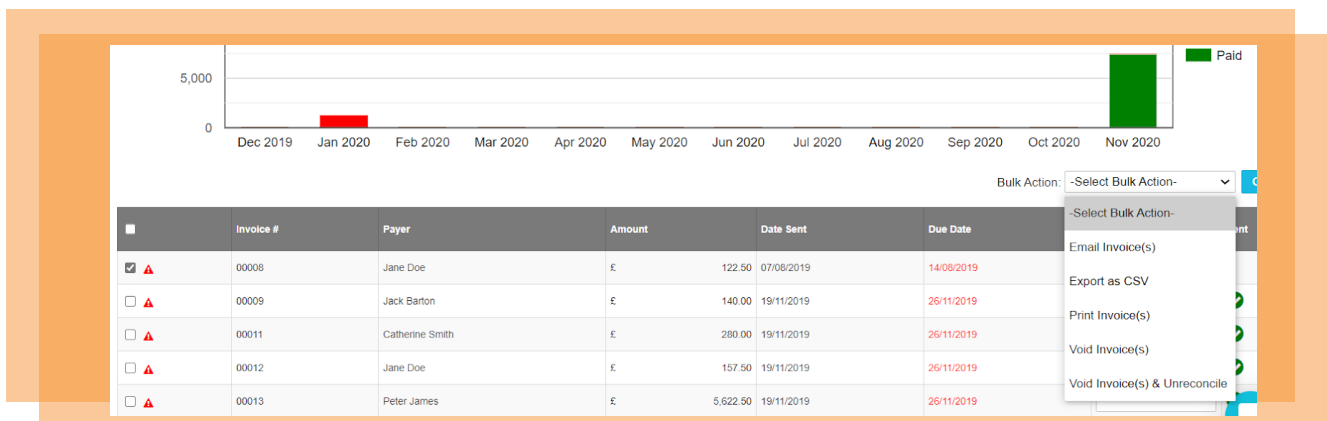 Paid
5,000
0
Dec 2019 Jan 2020 Feb 2020 Mar 2020 Apr 2020 May 2020 Jun 2020 Jul 2020 Aug 2020 Sep 2020 Oct 2020 Nov 2020
Bulk Action: -Select Bulk Action-
Invoice # Payer Amount Date Sent Due Date
00008 Jane Doe £ 122.50 07/08/2019 14/08/2019
00009 Jack Barton £ 140.00 19/11/2019 26/11/2019
00011 Catherine Smith £ 280.00 19/11/2019 26/11/2019
00012 Jane Doe £ 157.50 19/11/2019 26/11/2019
00013 Peter James £ 5,622.50 19/11/2019 26/11/2019
-Select Bulk Action-
Email Invoice(s)
Export as CSV
Print Invoice(s)
Void Invoice(s)
Void Invoice(s) & Unreconcile